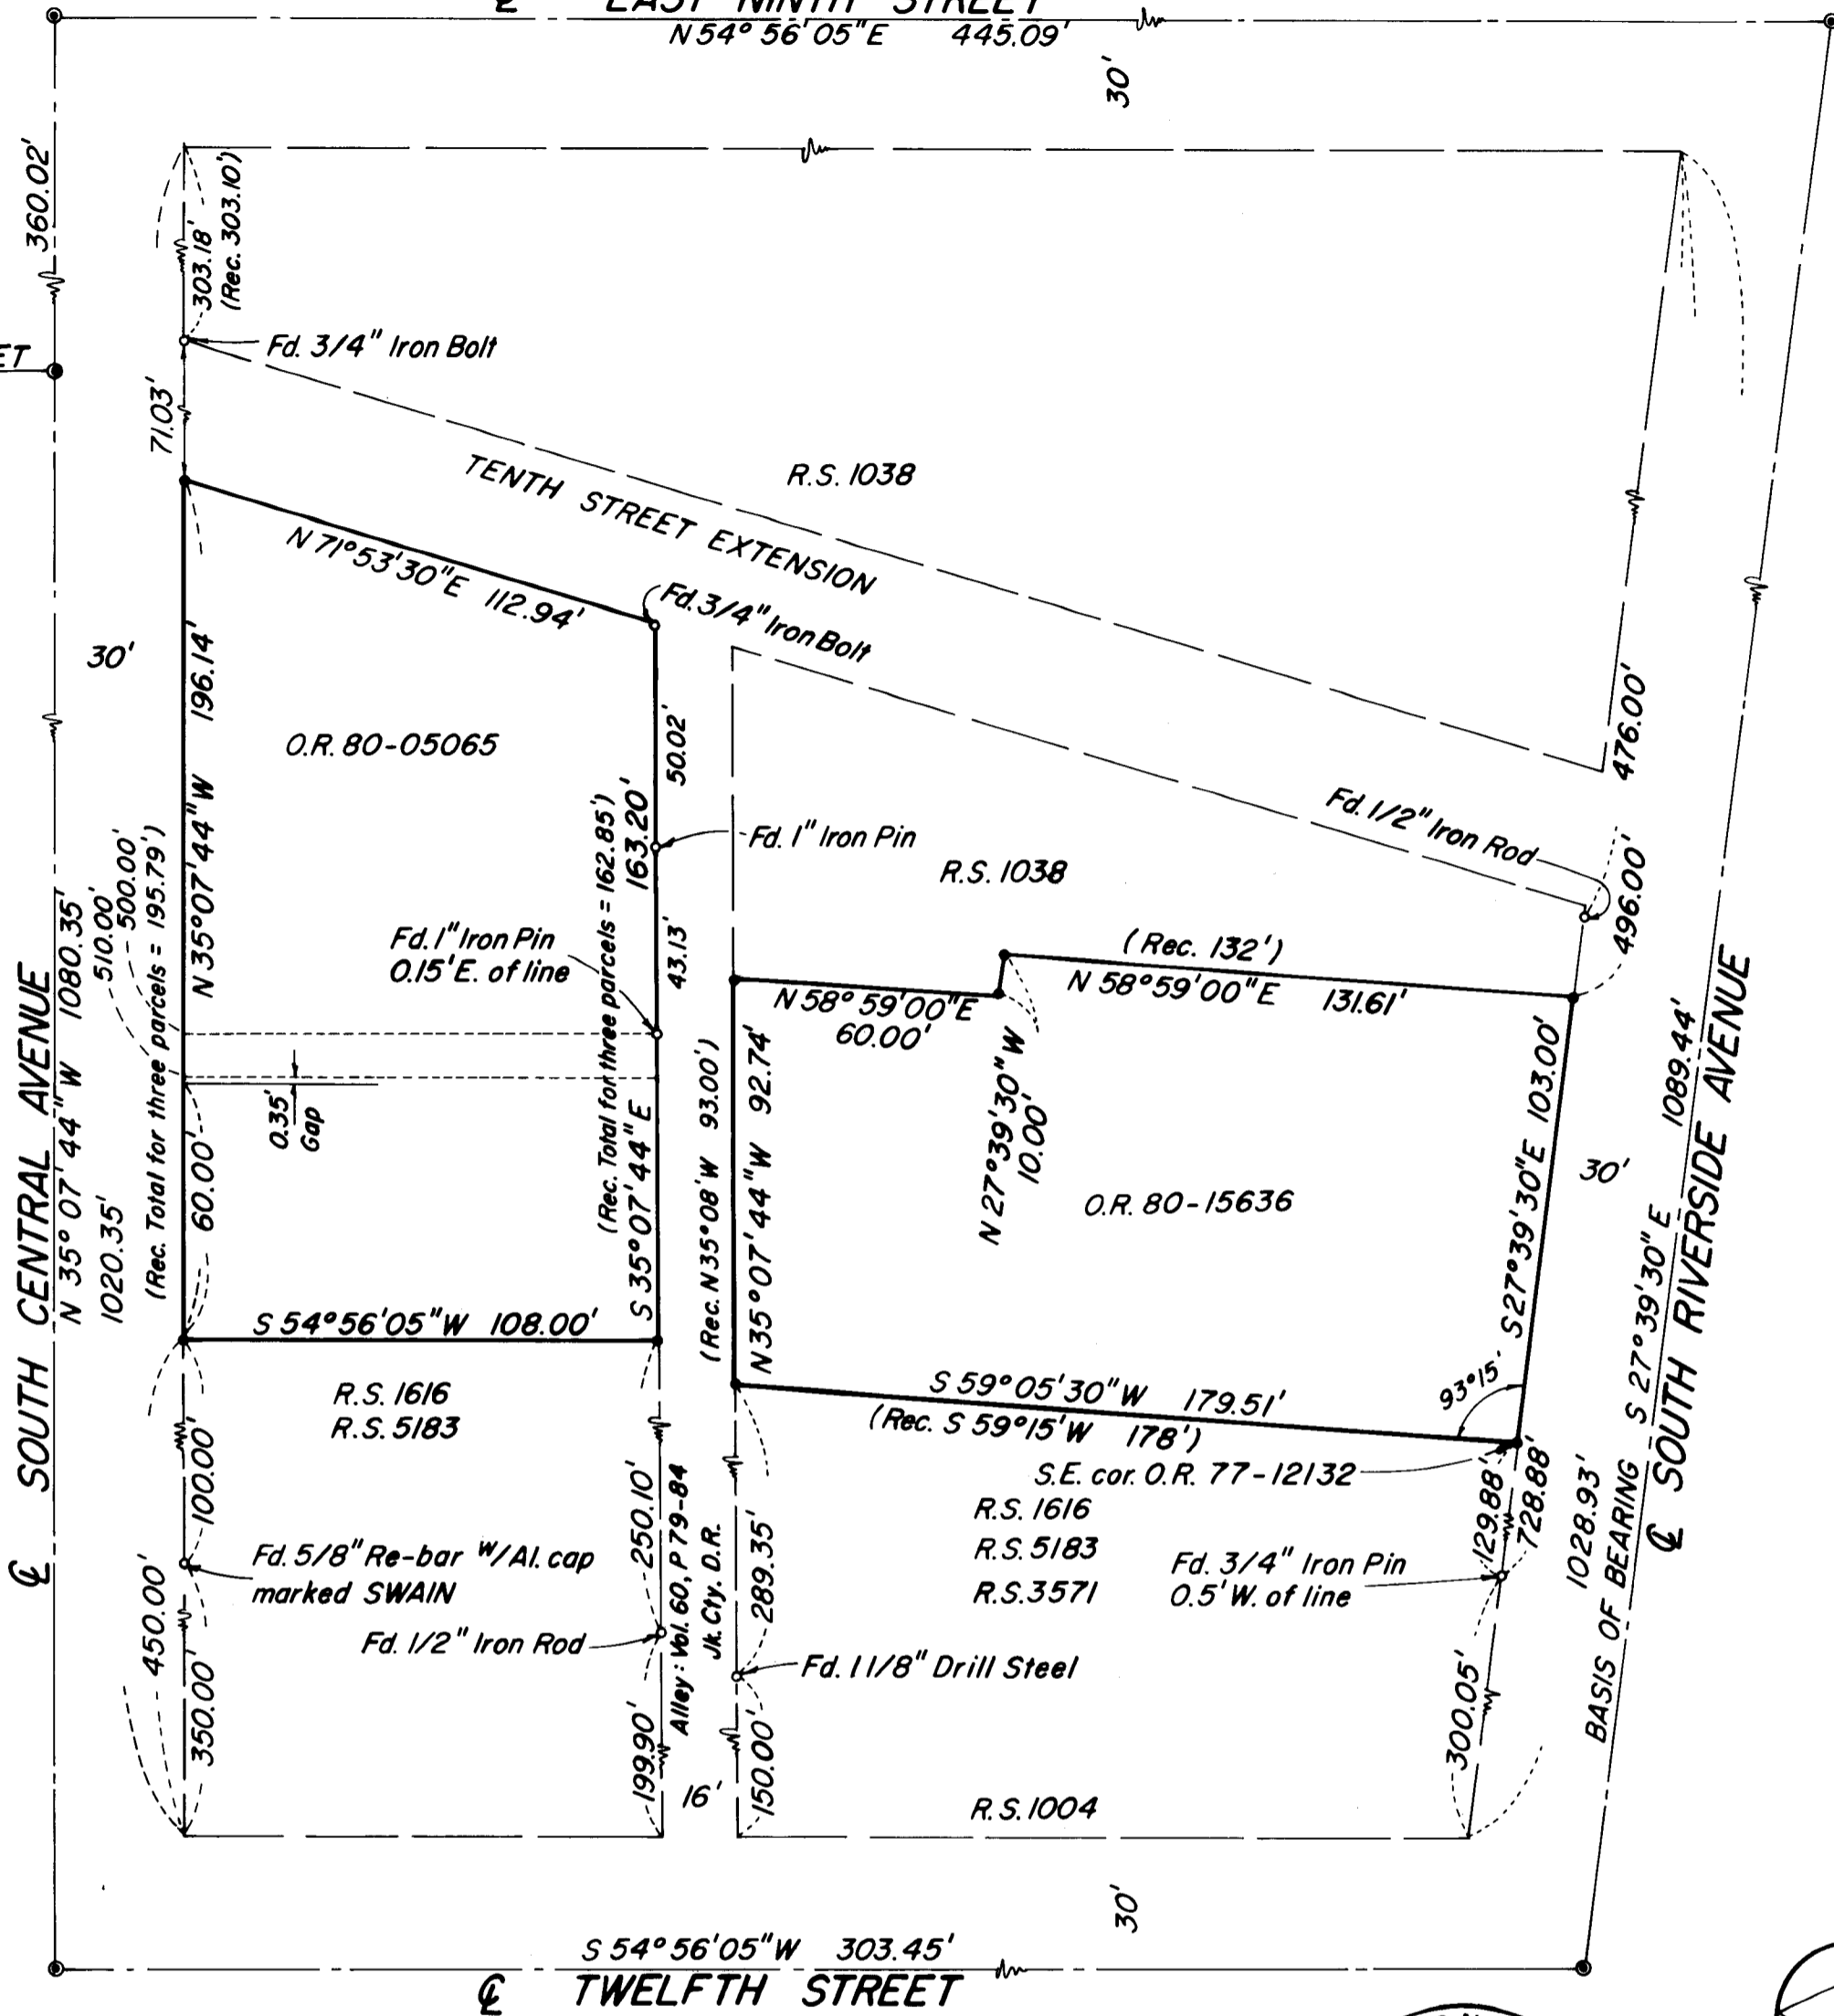 ℄ EAST NINTH STREET
N 54° 56' 05" E 445.09'
30'
360.02'
303.18'
(Rec. 303.10')
Fd. 3/4" Iron Bolt
71.03'
R.S. 1038
TENTH STREET EXTENSION
N 71° 53' 30" E 112.94'
Fd. 3/4" Iron Bolt
30'
196.14'
N 35° 07' 44" W
O.R. 80-05065
50.02'
163.20'
(Rec. Total for three parcels = 162.85')
Fd. 1" Iron Pin
R.S. 1038
Fd. 1/2" Iron Rod
476.00'
496.00'
Fd. 1" Iron Pin
0.15' E. of line
43.13'
(Rec. 132')
N 58° 59' 00" E 131.61'
N 58° 59' 00" E
60.00'
N 27° 39' 30" W
10.00'
500.00'
510.00'
(Rec. Total for three parcels = 195.79')
0.35'
Gap
60.00'
S 35° 07' 44" E
(Rec. N 35° 08' W 93.00')
N 35° 07' 44" W 92.74'
O.R. 80-15636
S 27° 39' 30" E 103.00'
30'
℄ SOUTH CENTRAL AVENUE
N 35° 07' 44" W 1080.35'
1020.35'
S 54° 56' 05" W 108.00'
R.S. 1616
R.S. 5183
S 59° 05' 30" W 179.51'
(Rec. S 59° 15' W 178')
93° 15'
S.E. cor. O.R. 77-12132
R.S. 1616
R.S. 5183
R.S. 3571
Fd. 3/4" Iron Pin
0.5' W. of line
129.88'
728.88'
1028.93'
BASIS OF BEARING S 27° 39' 30" E 1089.44'
℄ SOUTH RIVERSIDE AVENUE
100.00'
Fd. 5/8" Re-bar W/Al. cap
marked SWAIN
450.00'
350.00'
250.10'
Fd. 1/2" Iron Rod
Alley: Vol. 60, P 79-84
Jk. Cty. D.R.
289.35'
Fd. 1 1/8" Drill Steel
199.90'
16'
150.00'
300.05'
R.S. 1004
30'
S 54° 56' 05" W 303.45'
℄ TWELFTH STREET